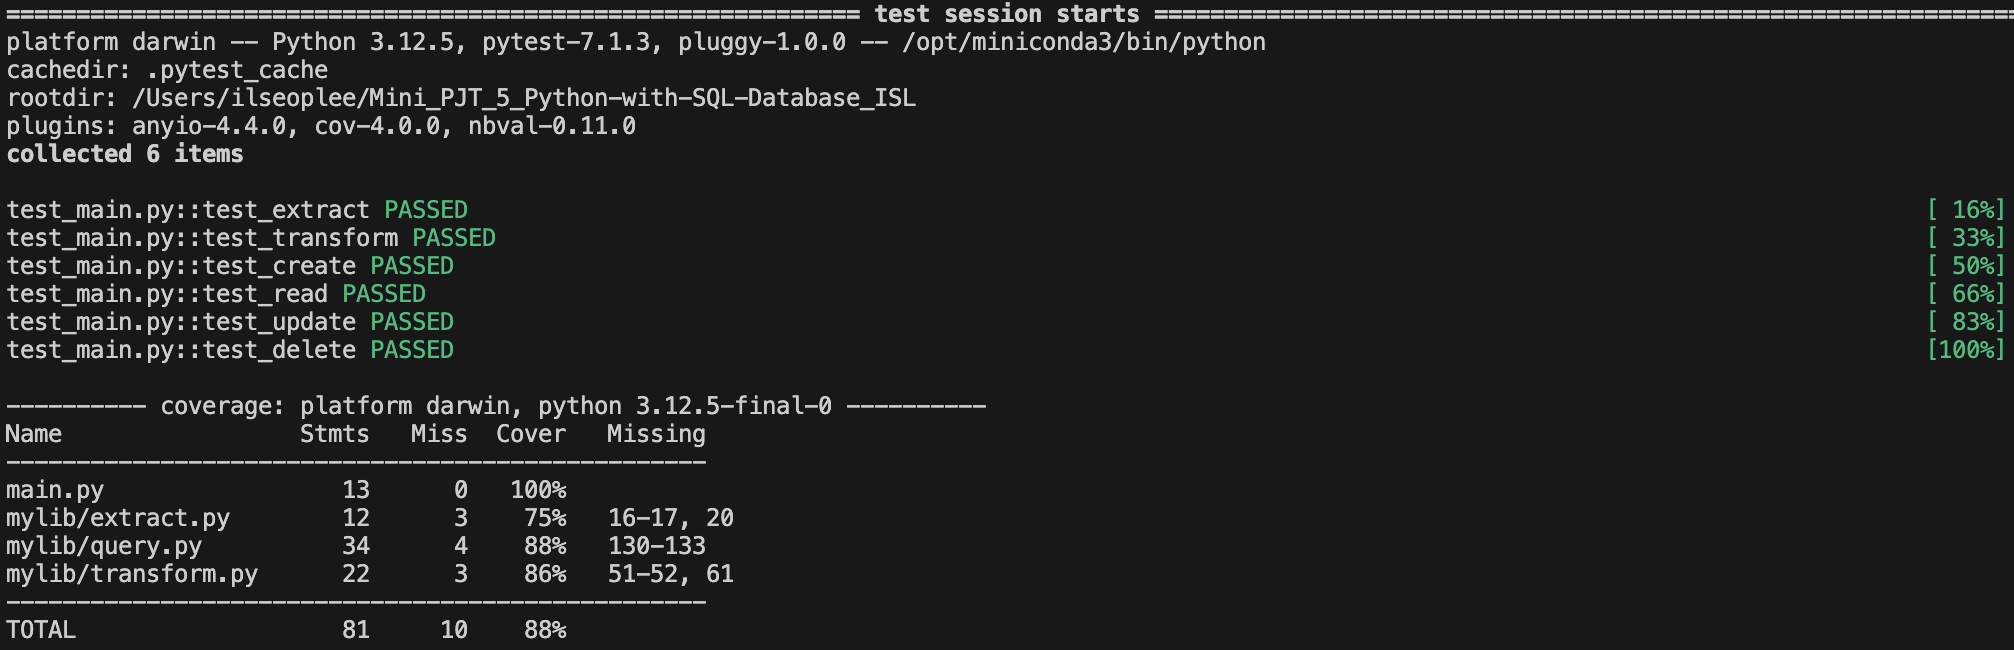 ============================================================= test session starts =============================================================
platform darwin -- Python 3.12.5, pytest-7.1.3, pluggy-1.0.0 -- /opt/miniconda3/bin/python
cachedir: .pytest_cache
rootdir: /Users/ilseoplee/Mini_PJT_5_Python-with-SQL-Database_ISL
plugins: anyio-4.4.0, cov-4.0.0, nbval-0.11.0
collected 6 items

test_main.py::test_extract PASSED [ 16%]
test_main.py::test_transform PASSED [ 33%]
test_main.py::test_create PASSED [ 50%]
test_main.py::test_read PASSED [ 66%]
test_main.py::test_update PASSED [ 83%]
test_main.py::test_delete PASSED [100%]

---------- coverage: platform darwin, python 3.12.5-final-0 ----------
Name                 Stmts   Miss  Cover   Missing
--------------------------------------------------
main.py                 13      0   100%
mylib/extract.py        12      3    75%   16-17, 20
mylib/query.py          34      4    88%   130-133
mylib/transform.py      22      3    86%   51-52, 61
--------------------------------------------------
TOTAL                   81     10    88%